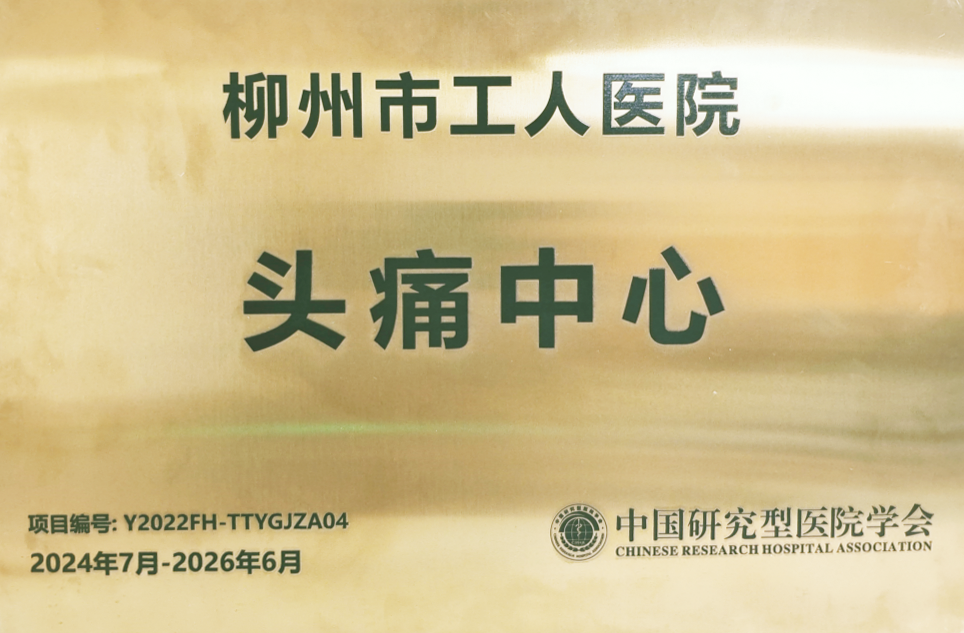 柳州市工人医院
头痛中心
项目编号: Y2022FH-TTYGJZA04
2024年7月-2026年6月
中国研究型医院学会
CHINESE RESEARCH HOSPITAL ASSOCIATION